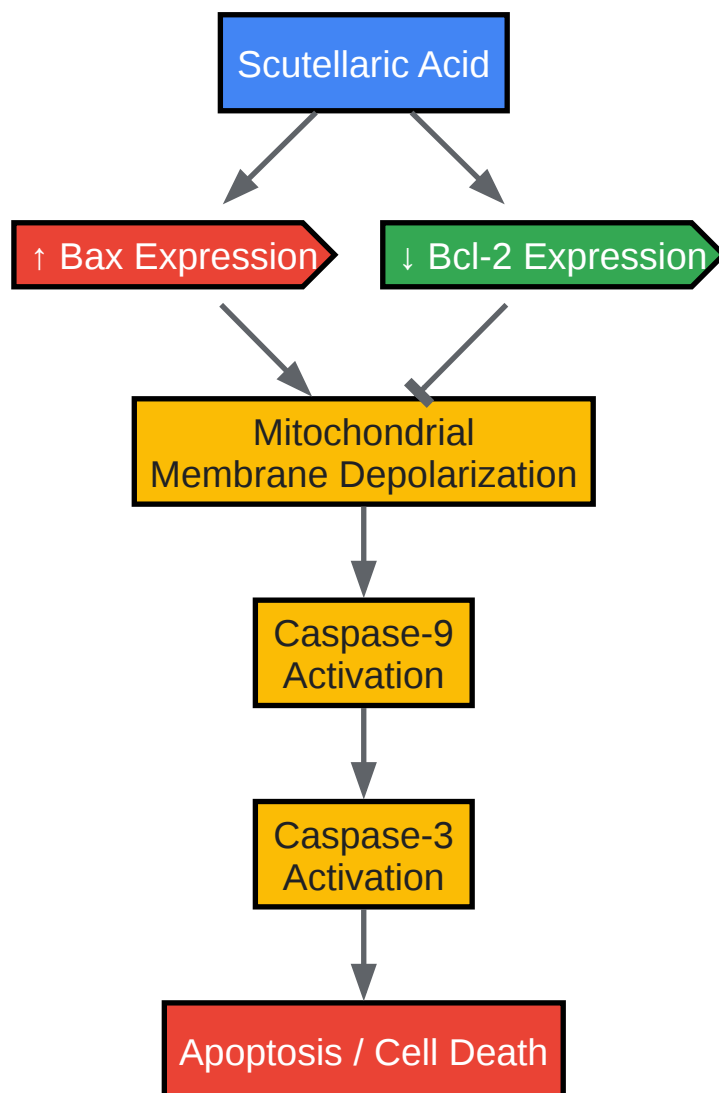 Scutellaric Acid
↑ Bax Expression
↓ Bcl-2 Expression
Mitochondrial
Membrane Depolarization
Caspase-9
Activation
Caspase-3
Activation
Apoptosis / Cell Death